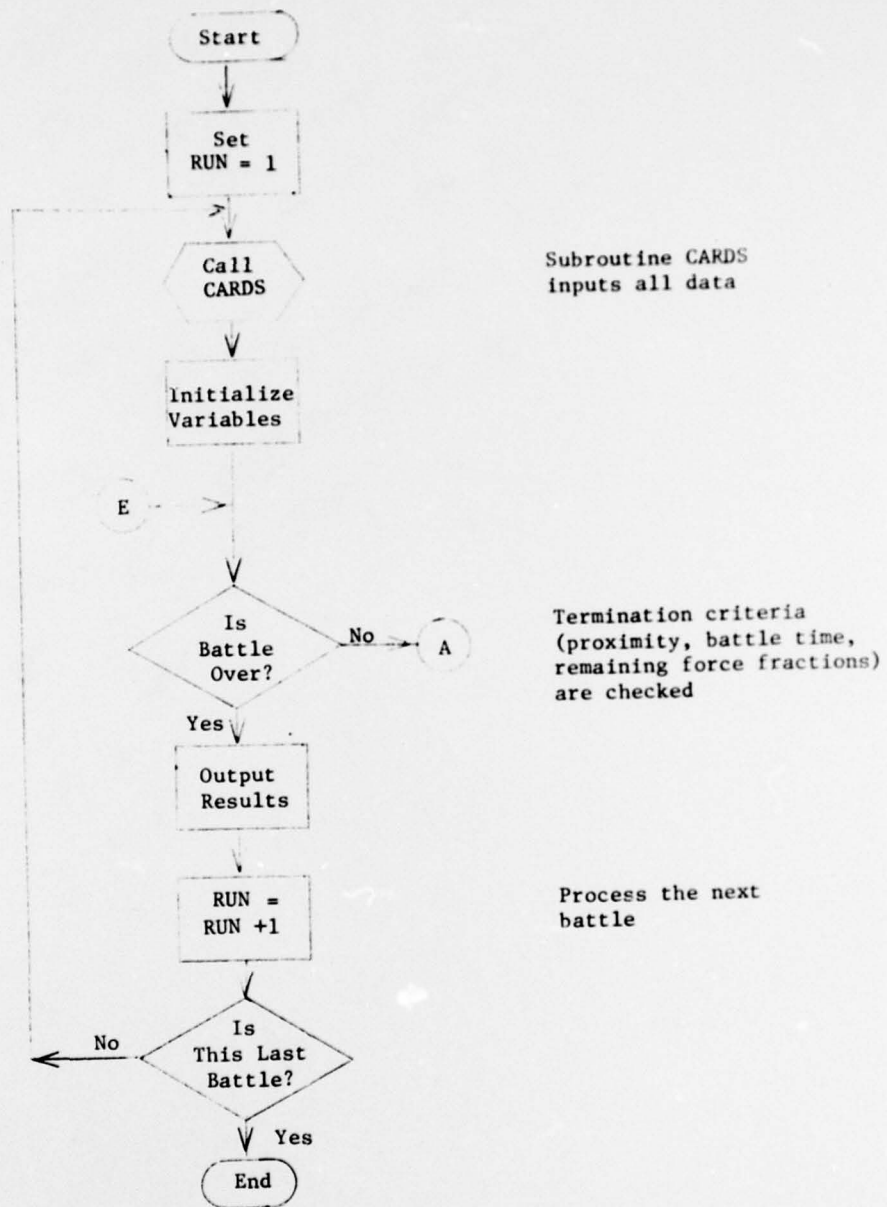 Start
Set
RUN = 1
Call
CARDS
Subroutine CARDS
inputs all data
Initialize
Variables
E
Is
Battle
Over?
No
A
Termination criteria
(proximity, battle time,
remaining force fractions)
are checked
Yes
Output
Results
RUN =
RUN +1
Process the next
battle
Is
This Last
Battle?
No
Yes
End